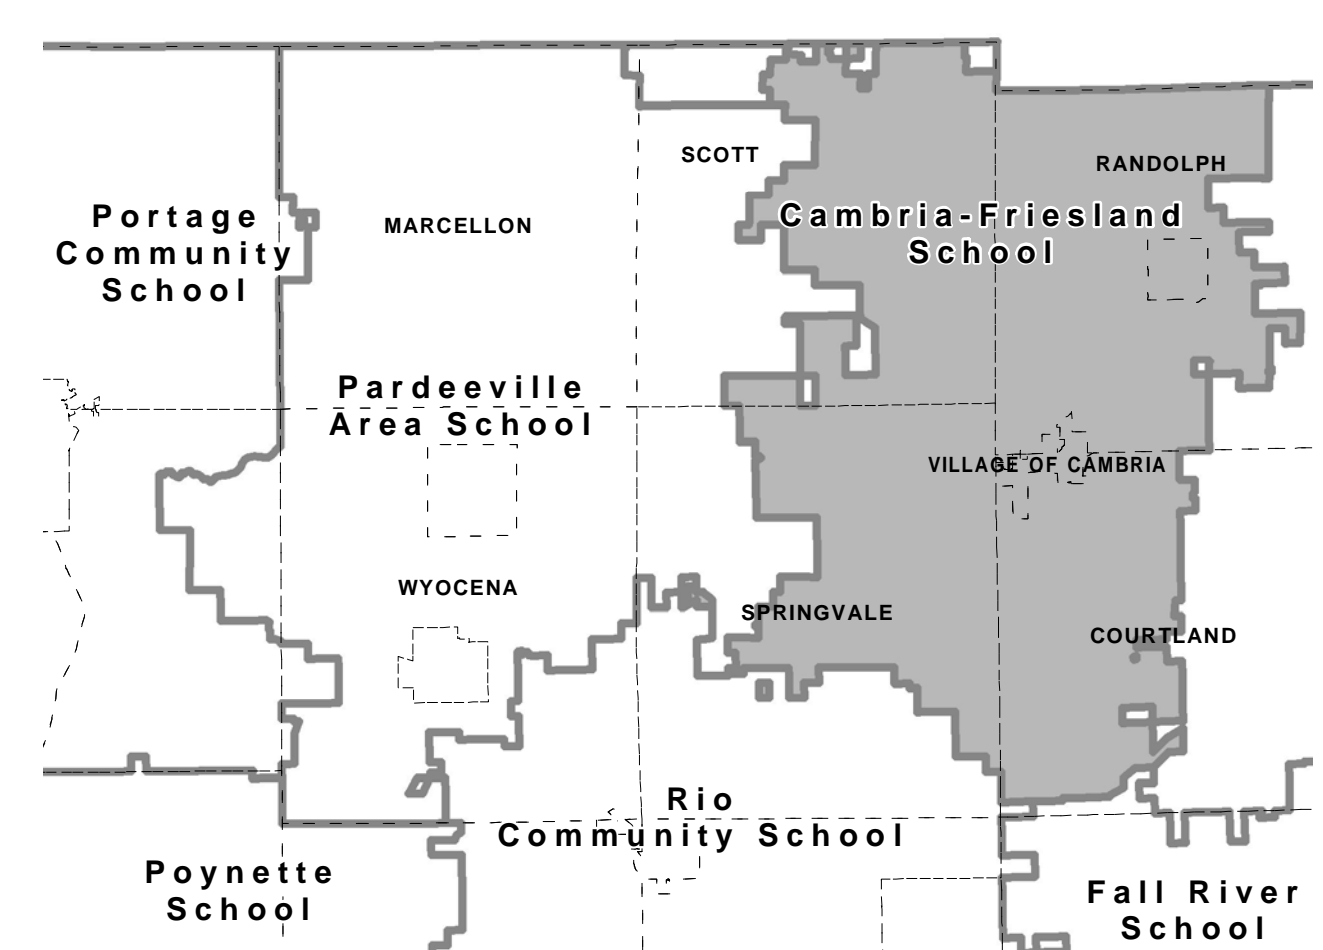 SCOTT
RANDOLPH
Portage
Community
School
MARCELLON
Cambria-Friesland
School
Pardeeville
Area School
VILLAGE OF CAMBRIA
WYOCENA
SPRINGVALE
COURTLAND
Rio
Community School
Poynette
School
Fall River
School